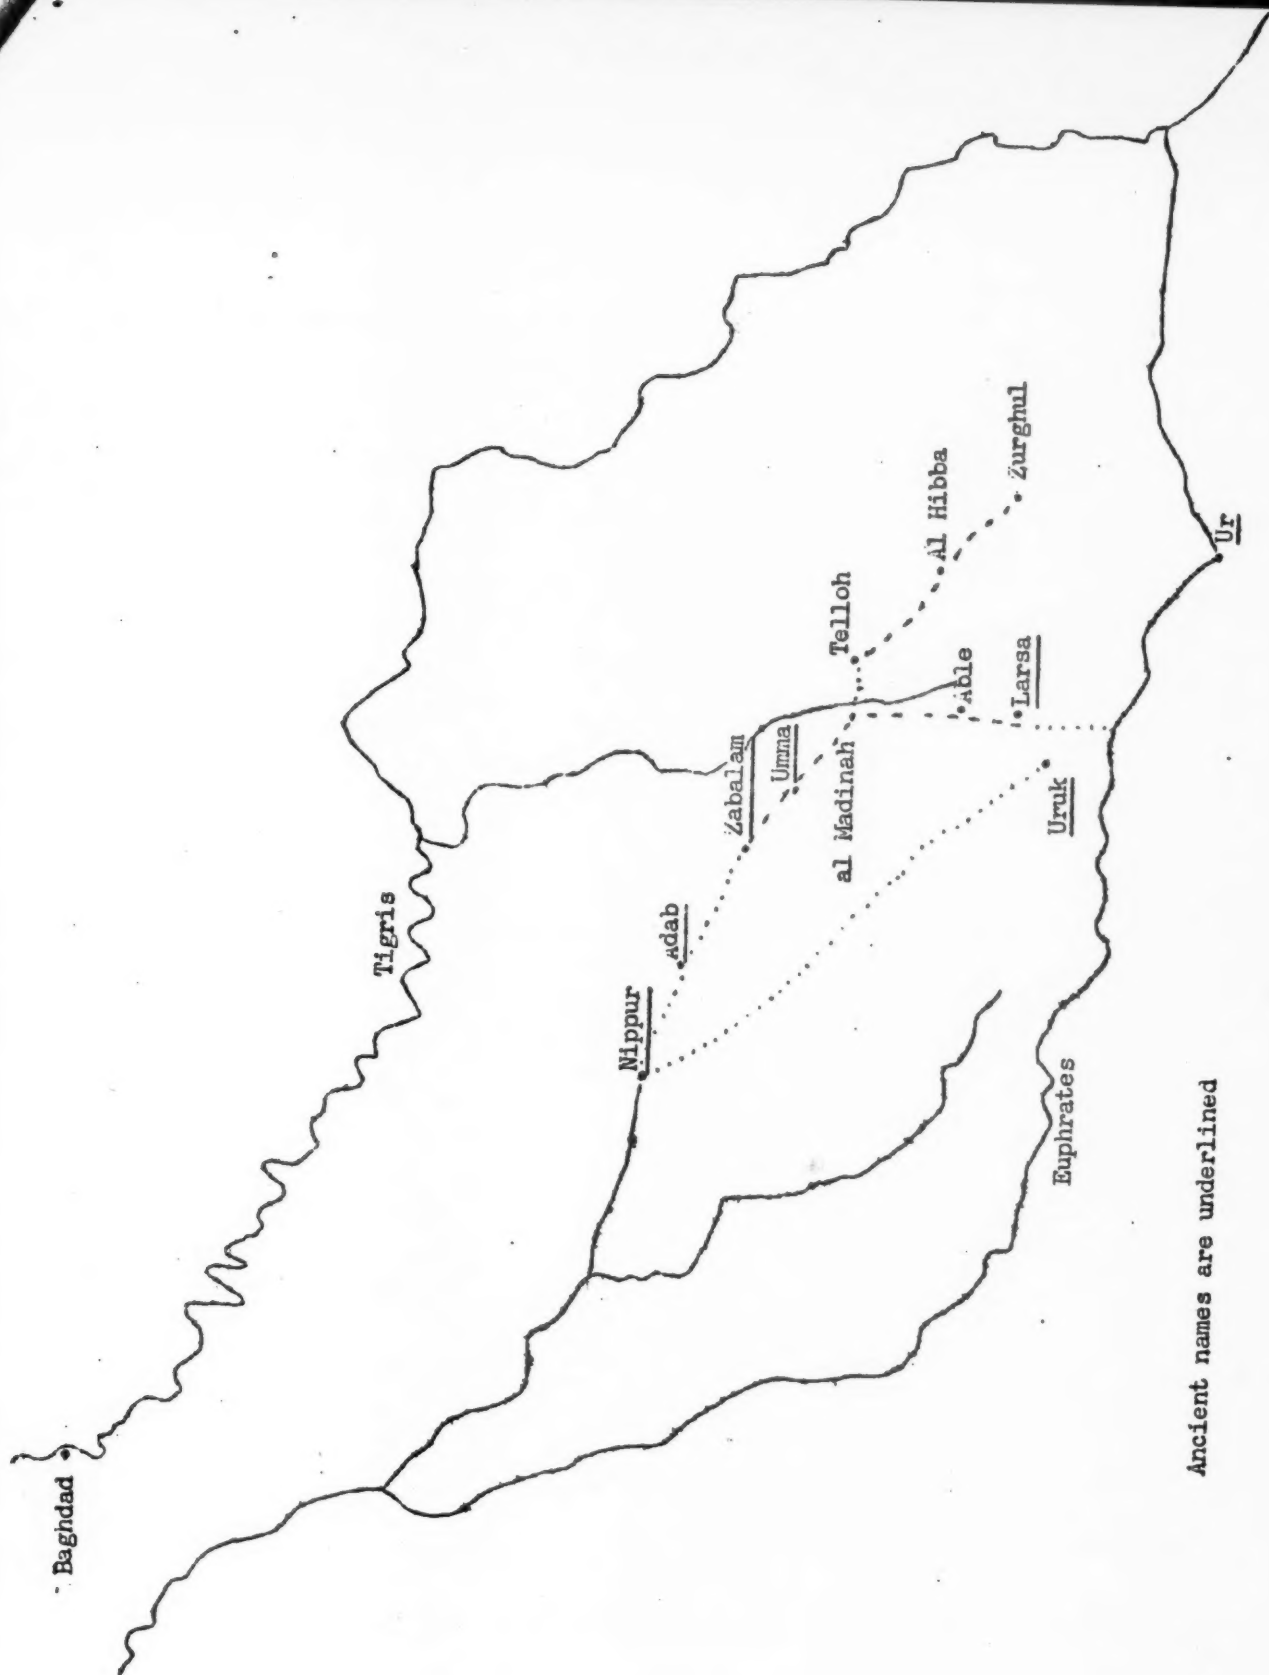 Baghdad
Tigris
Nippur
Adab
Zabalam
Umma
al Madinah
Telloh
Al Hibba
Zurghul
Able
Larsa
Uruk
Ur
Euphrates
Ancient names are underlined